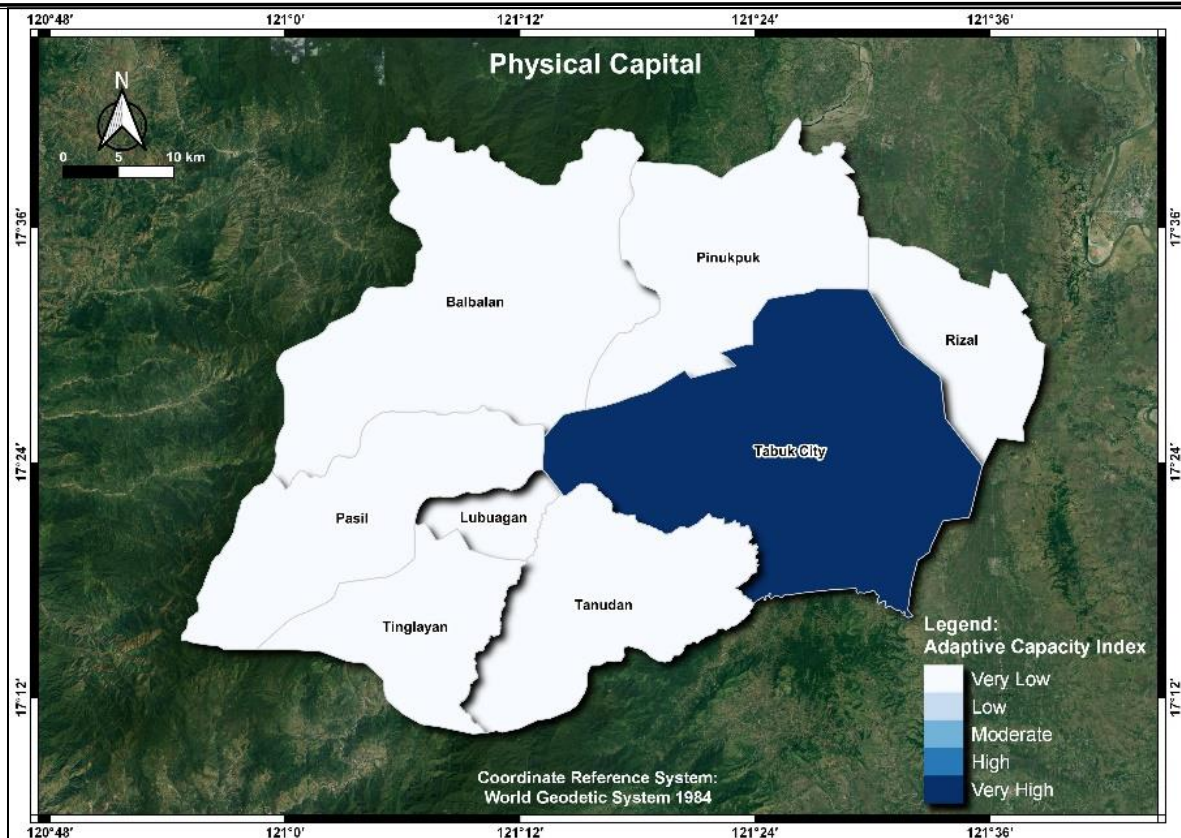 120°48' 121°0' 121°12' 121°24' 121°36'
Physical Capital
N
0 5 10 km
17°36' 17°36'
Pinukpuk
Balbalan
Rizal
Tabuk City
17°24' 17°24'
Pasil
Lubuagan
Tanudan
Tinglayan
Legend:
Adaptive Capacity Index
Very Low
Low
Moderate
High
Very High
17°12' 17°12'
Coordinate Reference System:
World Geodetic System 1984
120°48' 121°0' 121°12' 121°24' 121°36'